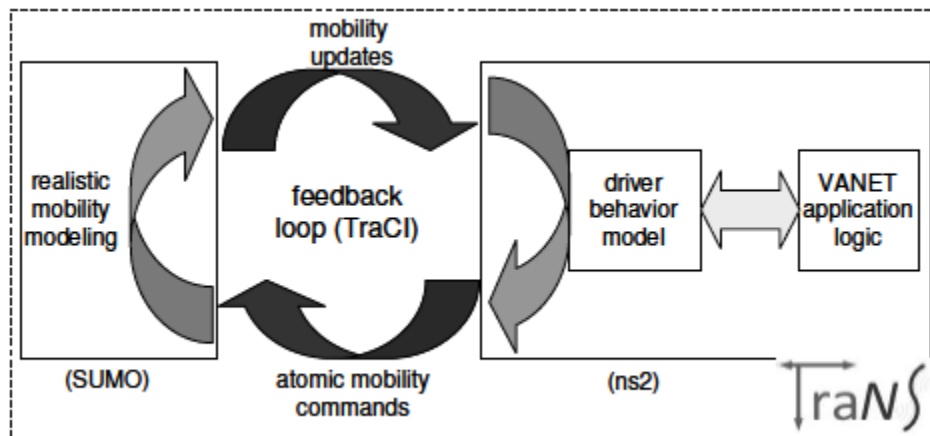 mobility
updates
realistic
mobility
modeling
feedback
loop (TraCI)
driver
behavior
model
VANET
application
logic
(SUMO)
atomic mobility
commands
(ns2)
TraNS